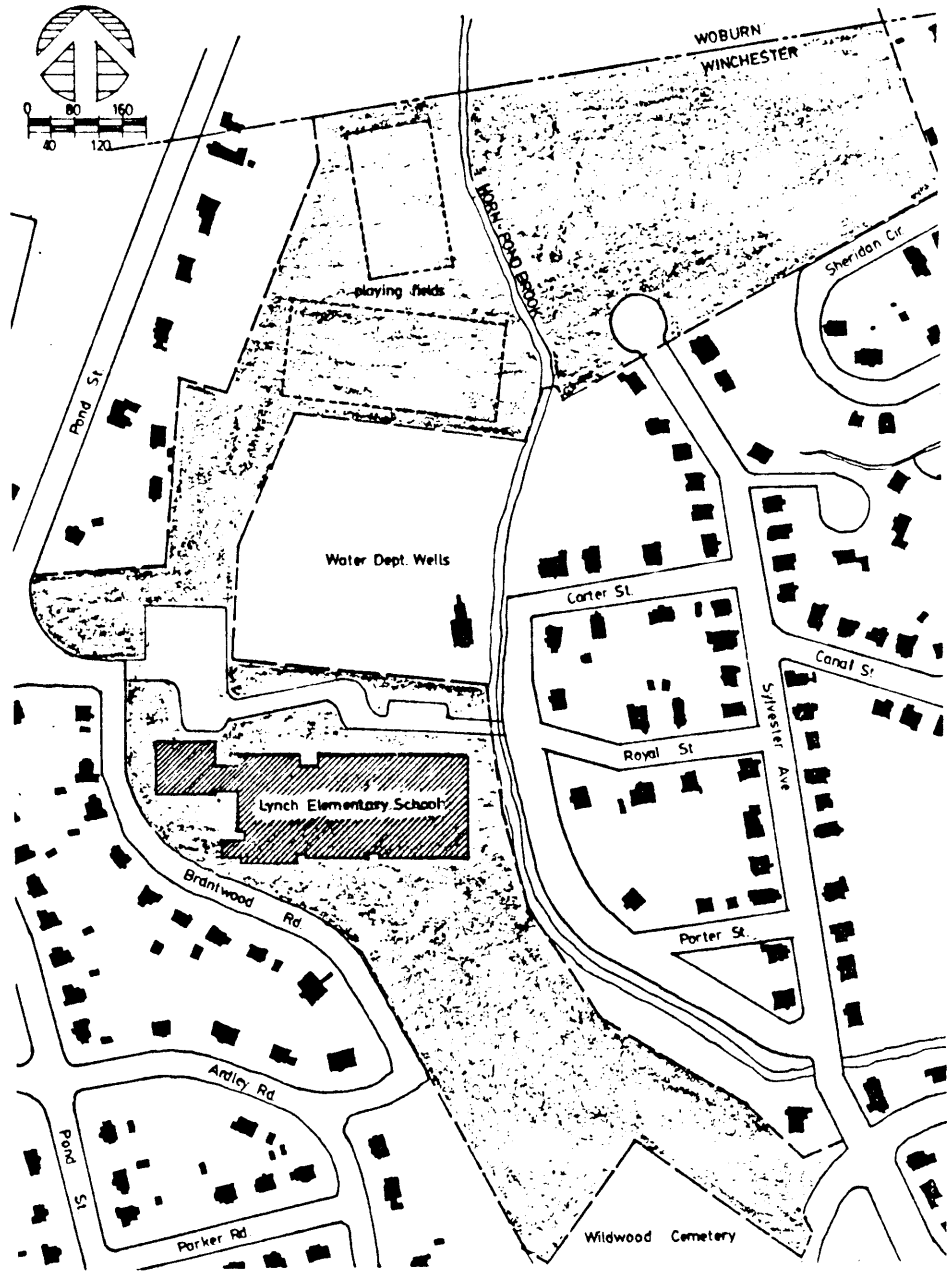 WOBURN
WINCHESTER
0 80 160
40 120
HORN POND BROOK
Sheridan Cir.
playing fields
Pond St.
Water Dept. Wells
Carter St.
Canal St.
Sylvester Ave
Royal St
Lynch Elementary School
Brantwood Rd.
Porter St.
Ardley Rd.
Pond St
Parker Rd.
Wildwood Cemetery